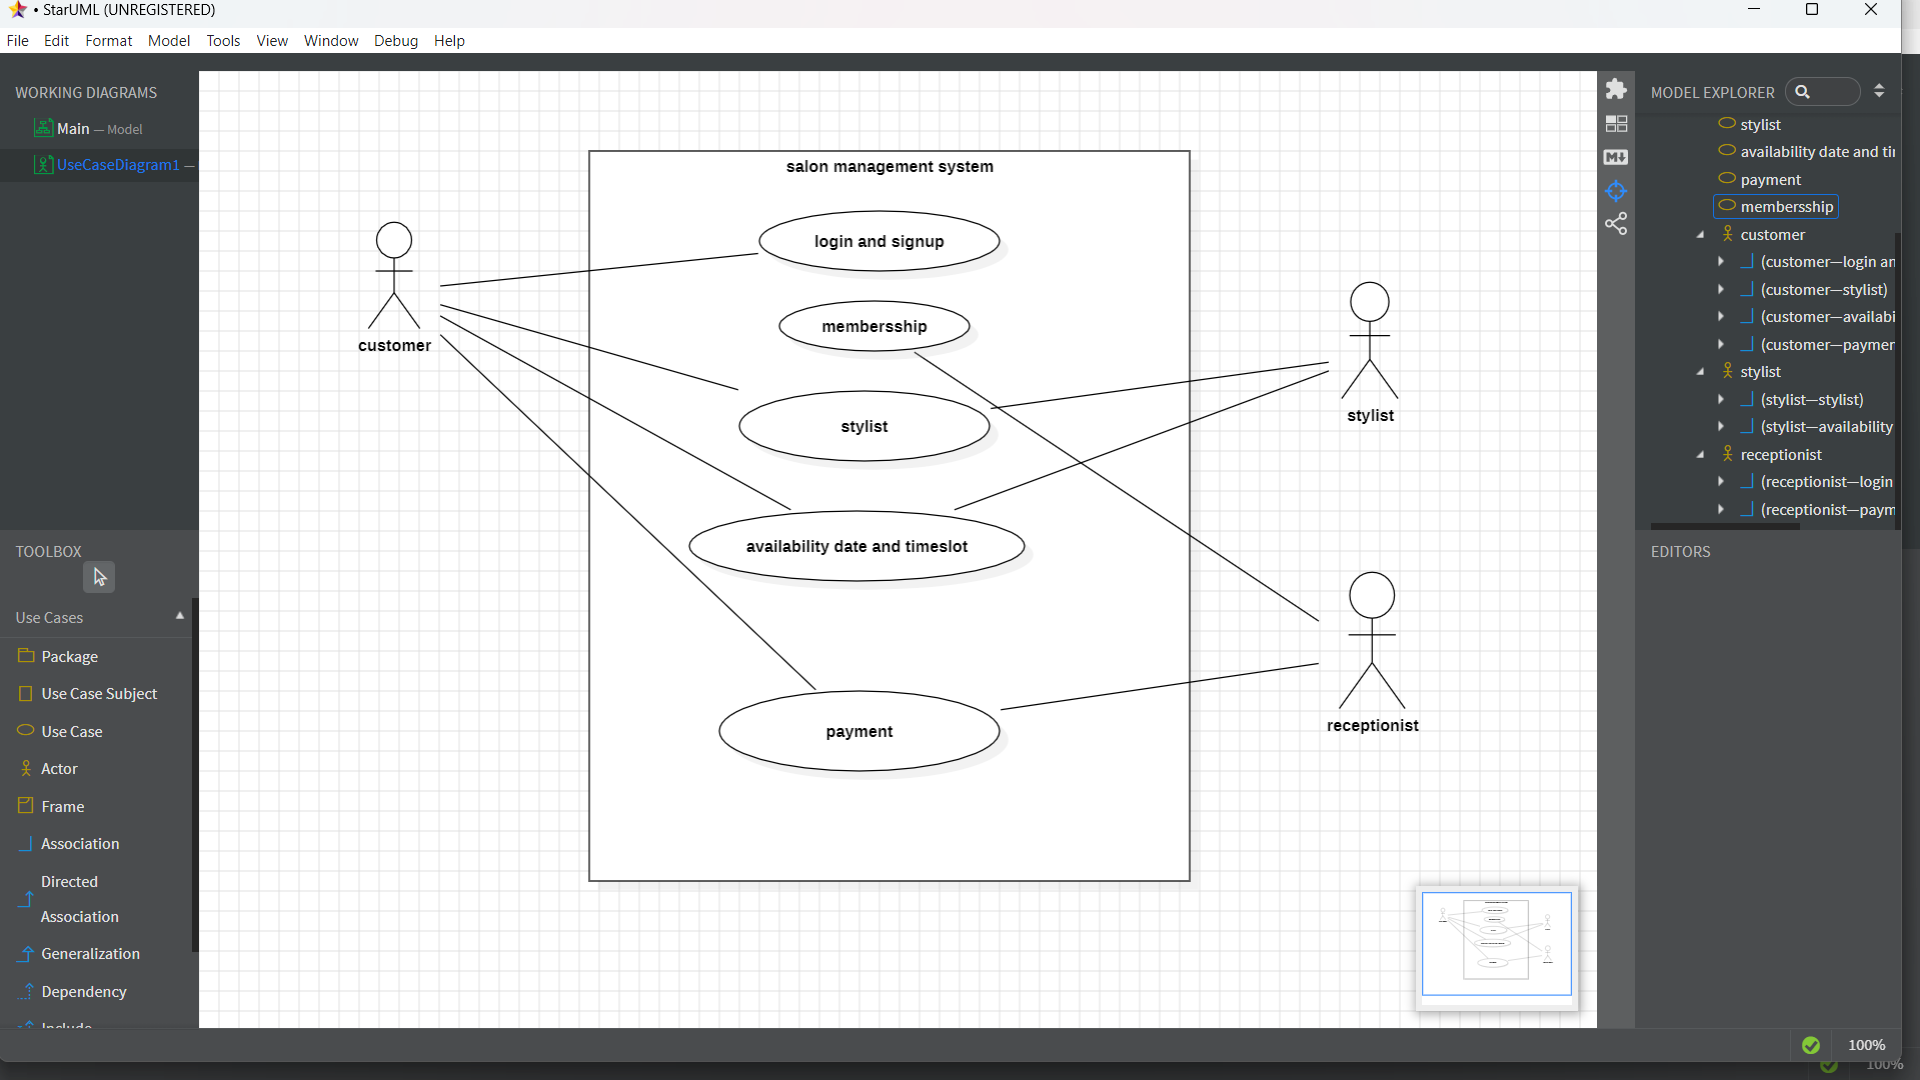 • StarUML (UNREGISTERED)
File Edit Format Model Tools View Window Debug Help
WORKING DIAGRAMS
Main — Model
UseCaseDiagram1 —
TOOLBOX
Use Cases
Package
Use Case Subject
Use Case
Actor
Frame
Association
Directed
Association
Generalization
Dependency
Include
salon management system
login and signup
memberssship
stylist
availability date and timeslot
payment
customer
stylist
receptionist
MODEL EXPLORER
stylist
availability date and tir
payment
membersship
customer
(customer—login an
(customer—stylist)
(customer—availabi
(customer—paymer
stylist
(stylist—stylist)
(stylist—availability
receptionist
(receptionist—login
(receptionist—paym
EDITORS
100%
100%